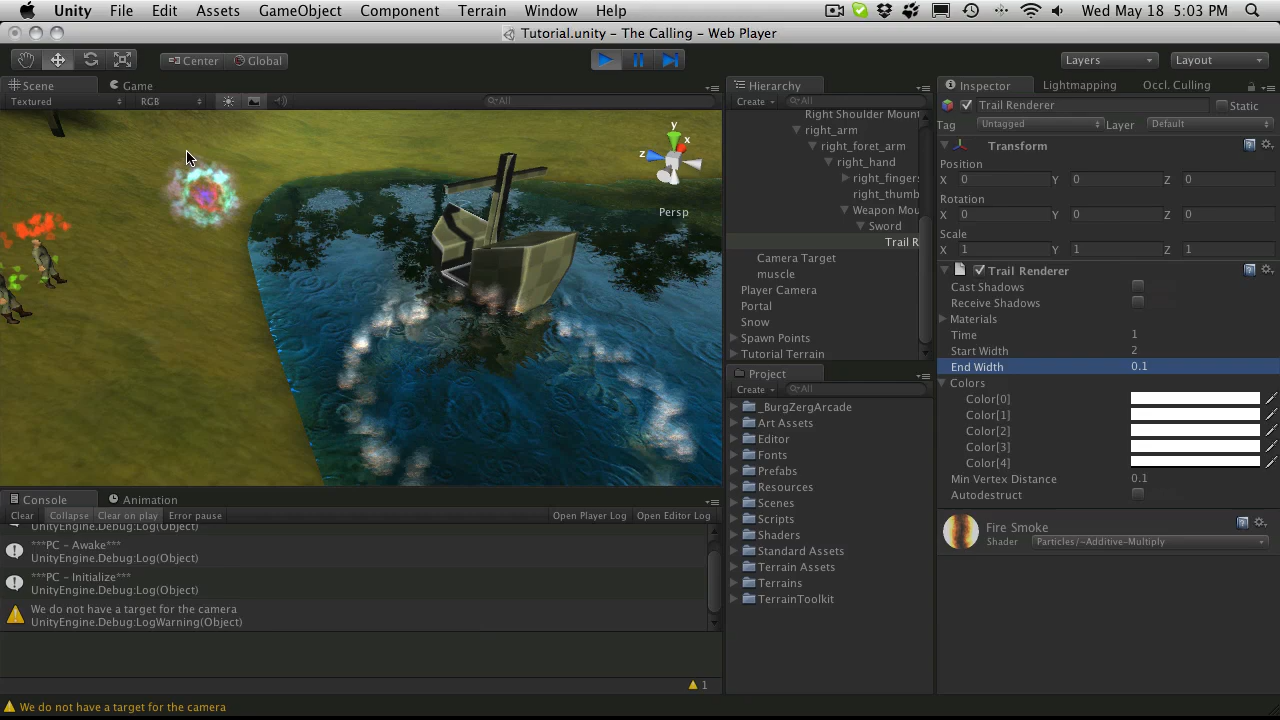 Unity File Edit Assets GameObject Component Terrain Window Help Wed May 18 5:03 PM
Tutorial.unity - The Calling - Web Player
Center Global Layers Layout
Scene Game
Textured RGB All
y
x
z
Persp
Hierarchy
Create All
Right Shoulder Mount
right_arm
right_foret_arm
right_hand
right_fingers
right_thumb
Weapon Mou
Sword
Trail R
Camera Target
muscle
Player Camera
Portal
Snow
Spawn Points
Tutorial Terrain
Project
Create All
_BurgZergArcade
Art Assets
Editor
Fonts
Prefabs
Resources
Scenes
Scripts
Shaders
Standard Assets
Terrain Assets
Terrains
TerrainToolkit
Inspector Lightmapping Occl. Culling
Trail Renderer Static
Tag Untagged Layer Default
Transform
Position
X 0 Y 0 Z 0
Rotation
X 0 Y 0 Z 0
Scale
X 1 Y 1 Z 1
Trail Renderer
Cast Shadows
Receive Shadows
Materials
Time 1
Start Width 2
End Width 0.1
Colors
Color[0]
Color[1]
Color[2]
Color[3]
Color[4]
Min Vertex Distance 0.1
Autodestruct
Fire Smoke
Shader Particles/~Additive-Multiply
Console Animation
Clear Collapse Clear on play Error pause Open Player Log Open Editor Log
UnityEngine.Debug:Log(Object)
***PC - Awake***
UnityEngine.Debug:Log(Object)
***PC - Initialize***
UnityEngine.Debug:Log(Object)
We do not have a target for the camera
UnityEngine.Debug:LogWarning(Object)
1
We do not have a target for the camera